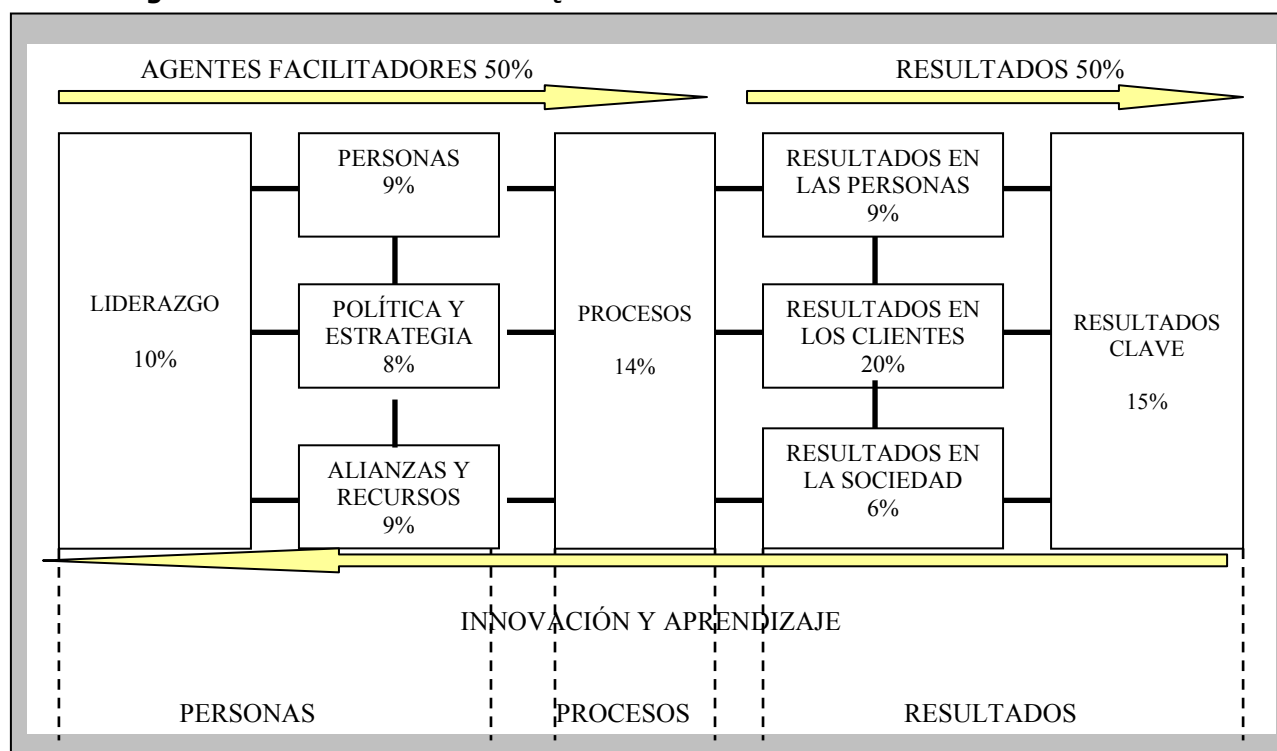 AGENTES FACILITADORES 50%
RESULTADOS 50%
LIDERAZGO
10%
PERSONAS
9%
POLÍTICA Y
ESTRATEGIA
8%
ALIANZAS Y
RECURSOS
9%
PROCESOS
14%
RESULTADOS EN
LAS PERSONAS
9%
RESULTADOS EN
LOS CLIENTES
20%
RESULTADOS EN
LA SOCIEDAD
6%
RESULTADOS
CLAVE
15%
INNOVACIÓN Y APRENDIZAJE
PERSONAS
PROCESOS
RESULTADOS